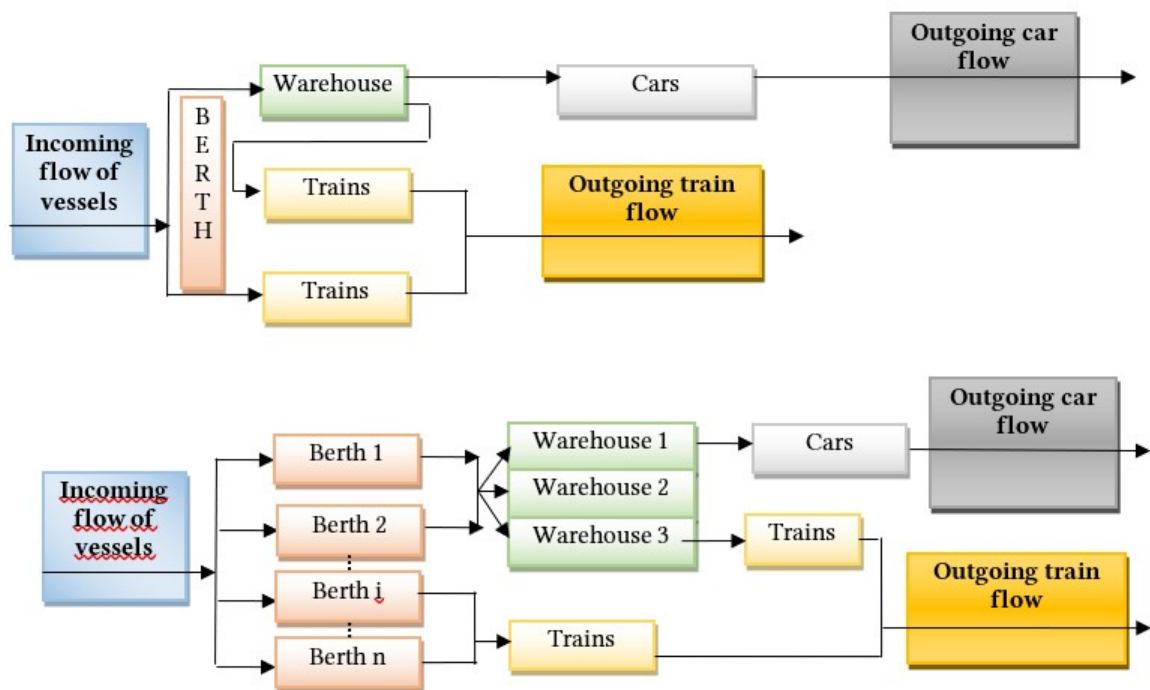 Outgoing car
flow
Warehouse
Cars
B
E
R
T
H
Incoming
flow of
vessels
Trains
Outgoing train
flow
Trains
Outgoing car
flow
Berth 1
Warehouse 1
Cars
Incoming
flow of
vessels
Warehouse 2
Berth 2
Warehouse 3
Trains
Berth i
Outgoing train
flow
Trains
Berth n